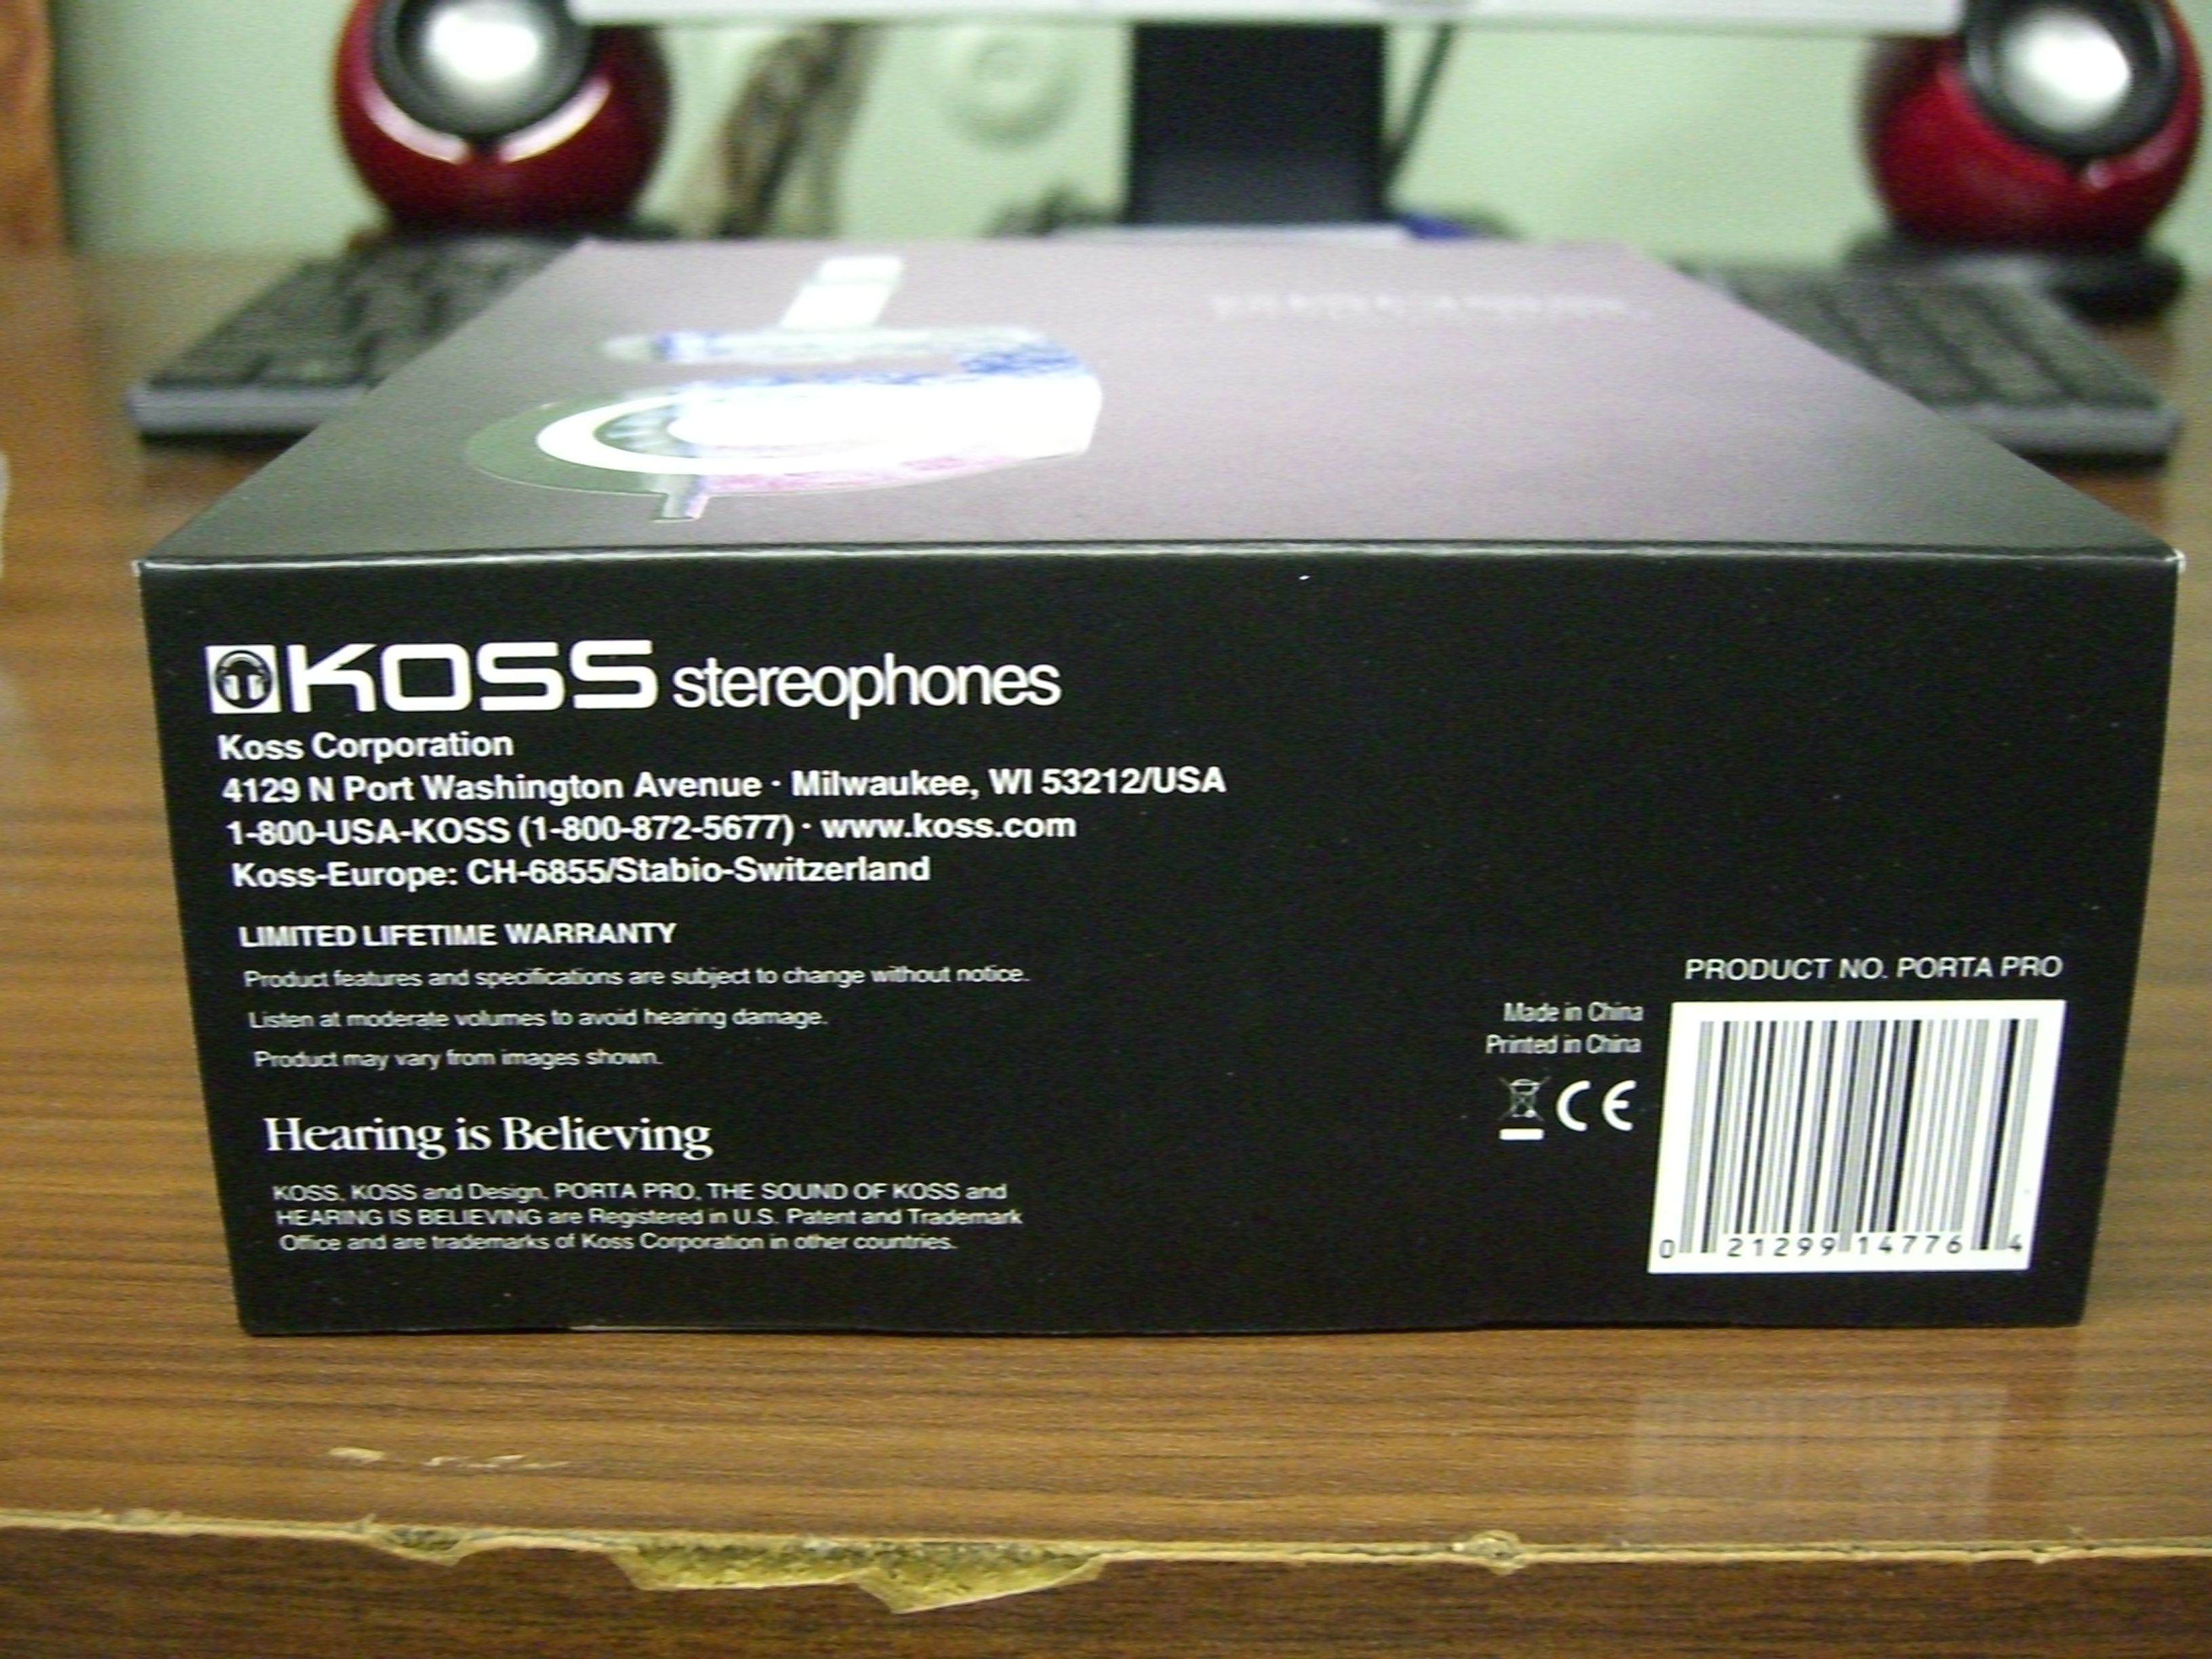 KOSS stereophones
Koss Corporation
4129 N Port Washington Avenue · Milwaukee, WI 53212/USA
1-800-USA-KOSS (1-800-872-5677) · www.koss.com
Koss-Europe: CH-6855/Stabio-Switzerland
LIMITED LIFETIME WARRANTY
Product features and specifications are subject to change without notice.
Listen at moderate volumes to avoid hearing damage.
Product may vary from images shown.
Hearing is Believing
KOSS, KOSS and Design, PORTA PRO, THE SOUND OF KOSS and
HEARING IS BELIEVING are Registered in U.S. Patent and Trademark
Office and are trademarks of Koss Corporation in other countries.
PRODUCT NO. PORTA PRO
Made in China
Printed in China
CE
0 21299 14776 4